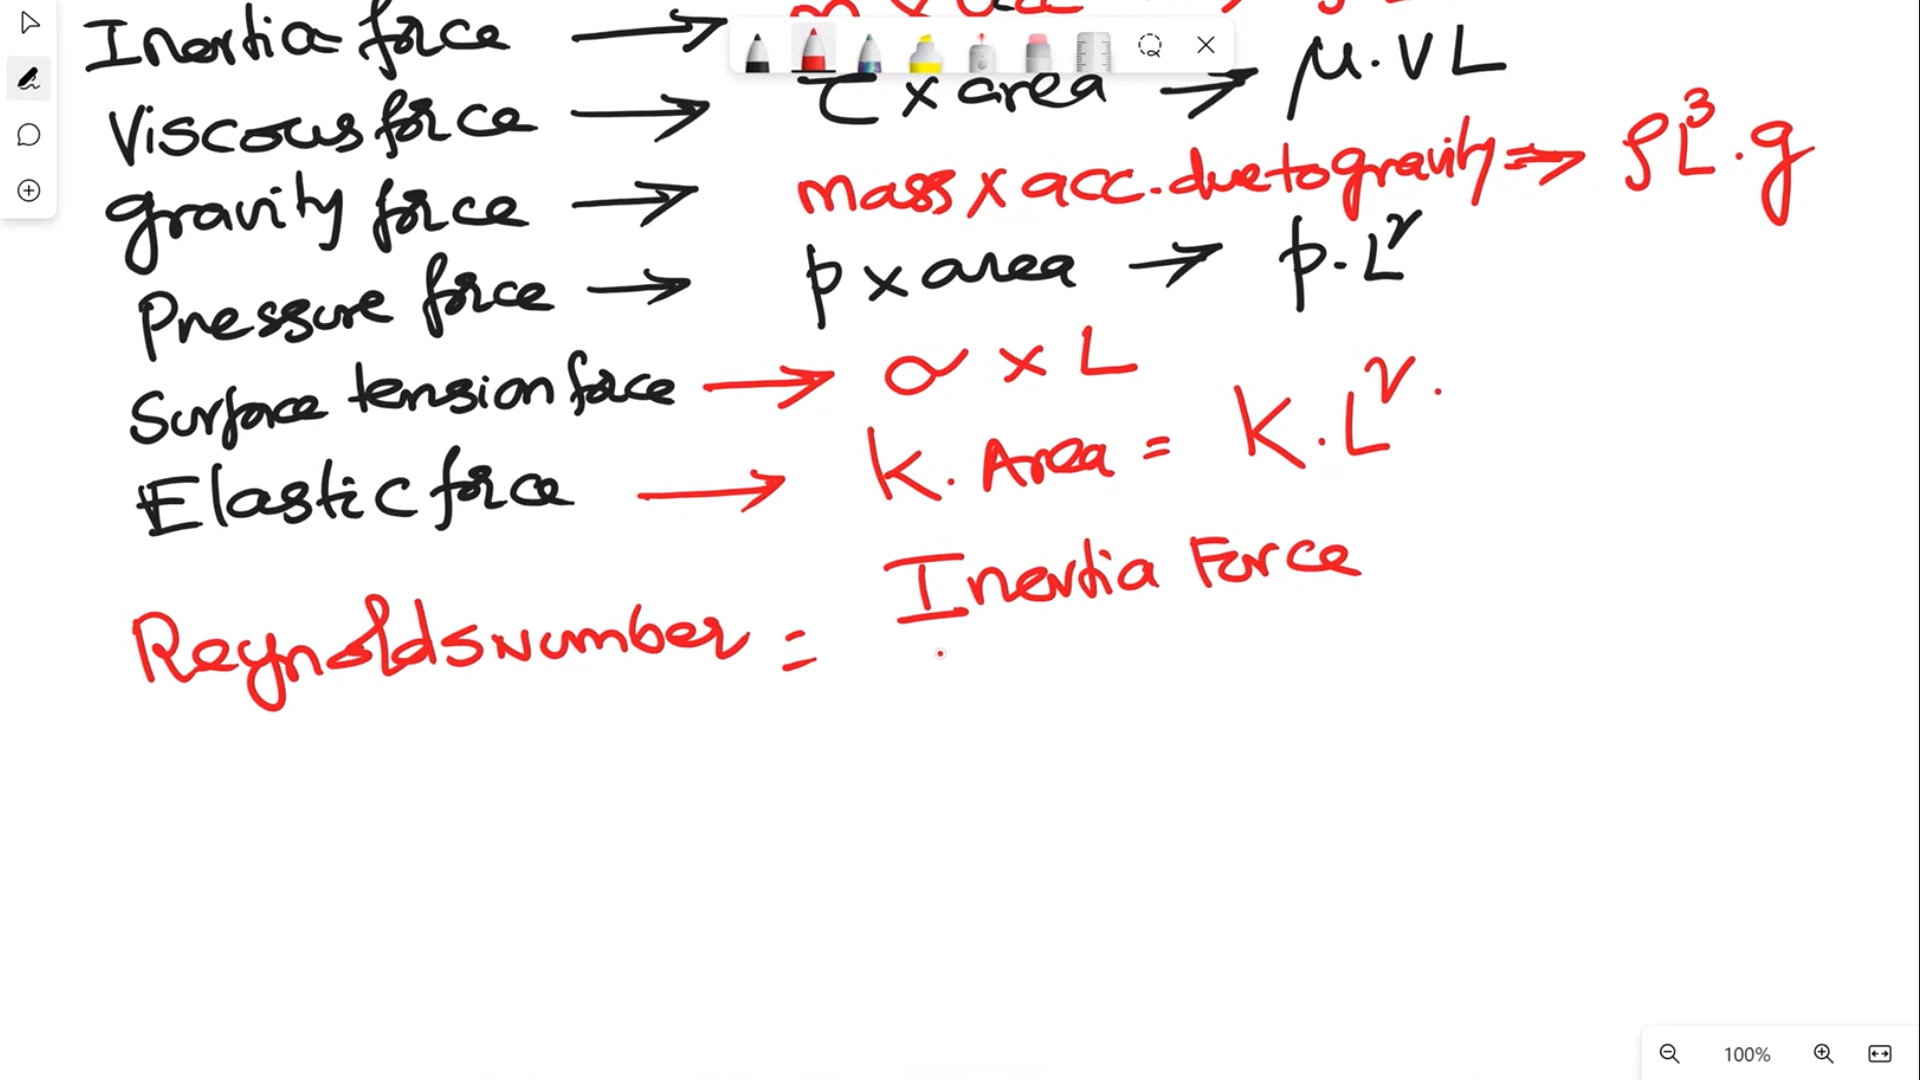 Inertia force →
Viscous force → τ x area → μ. V L
gravity force → mass x acc. due to gravity ⇒ ρL³. g
Pressure force → p x area → p. L²
Surface tension force → σ x L
Elastic force → K. Area = K. L².
Reynolds Number = Inertia Force
100%